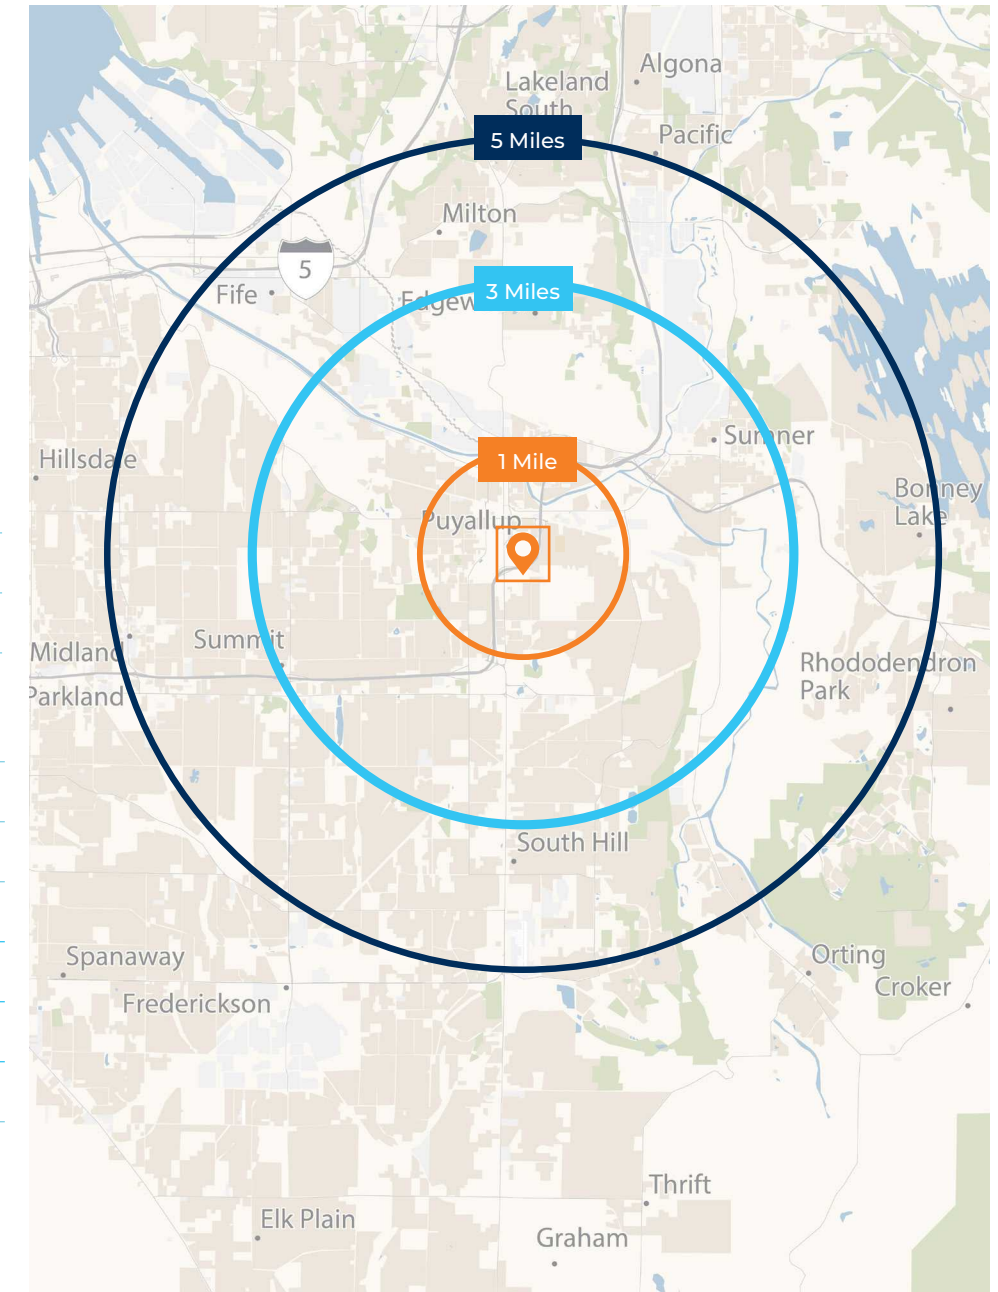 Algona
Lakeland
South
Pacific
5 Miles
Milton
5
Fife
3 Miles
Sumner
Hillsdale
1 Mile
Bonney
Lake
Puyallup
Summit
Midland
Rhododendron
Park
Parkland
South Hill
Orting
Spanaway
Croker
Frederickson
Thrift
Elk Plain
Graham